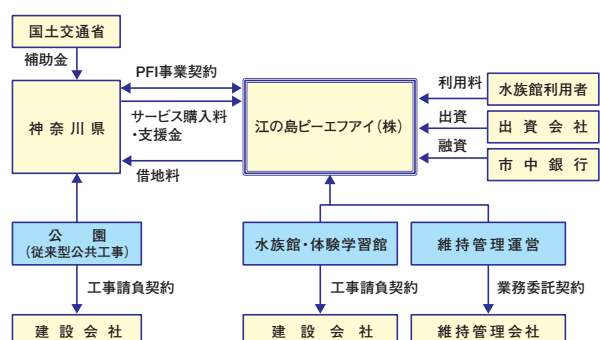 国土交通省
補助金
PFI事業契約
神奈川県
サービス購入料
・支援金
借地料
江の島ピーエフアイ(株)
利用料
水族館利用者
出資
出資会社
融資
市中銀行
公園
(従来型公共工事)
水族館・体験学習館
維持管理運営
工事請負契約
工事請負契約
業務委託契約
建設会社
建設会社
維持管理会社